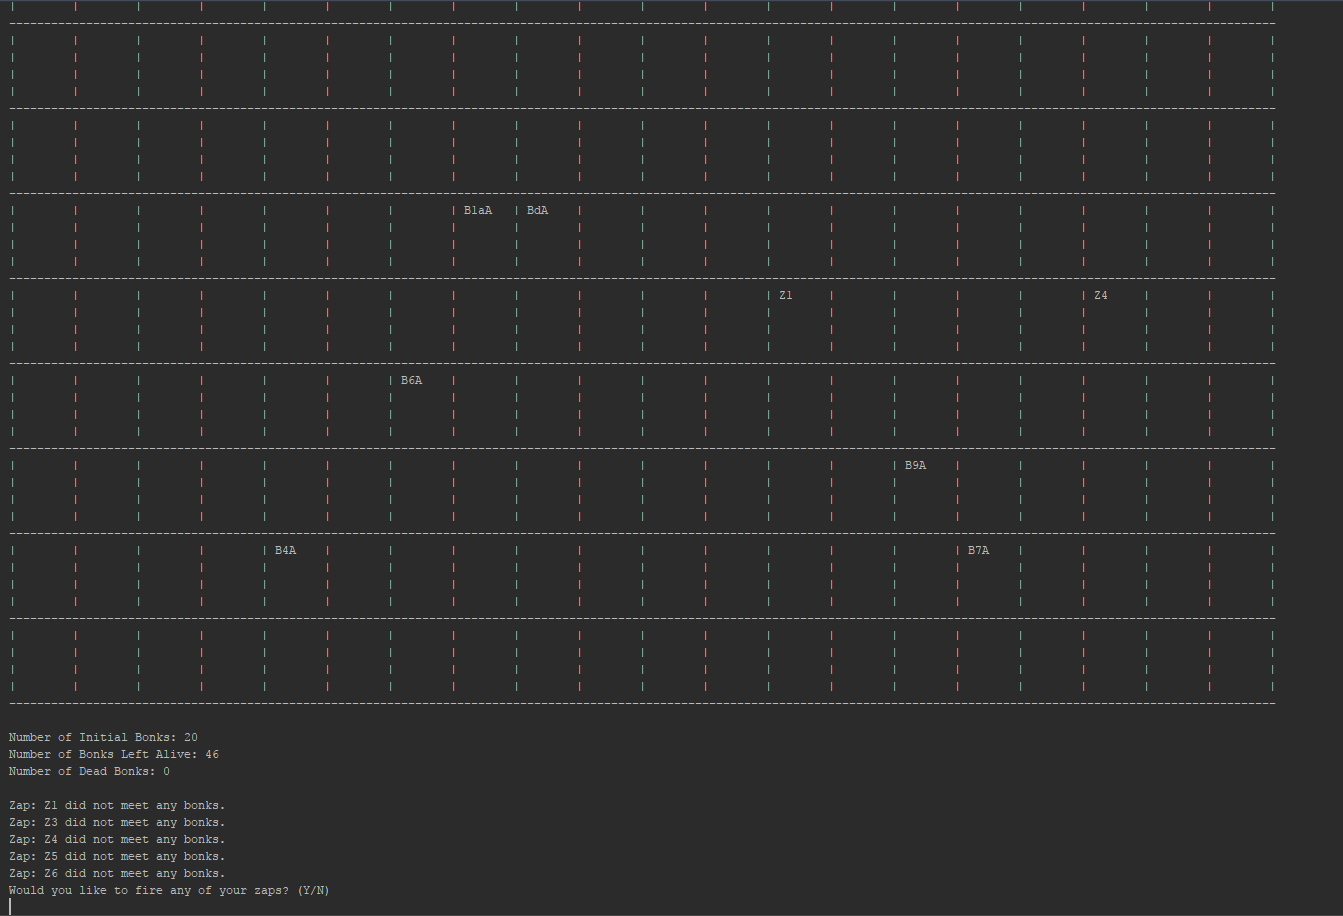 B1aA BdA
Z1 Z4
B6A
B9A
B4A B7A
Number of Initial Bonks: 20
Number of Bonks Left Alive: 46
Number of Dead Bonks: 0
Zap: Z1 did not meet any bonks.
Zap: Z3 did not meet any bonks.
Zap: Z4 did not meet any bonks.
Zap: Z5 did not meet any bonks.
Zap: Z6 did not meet any bonks.
Would you like to fire any of your zaps? (Y/N)